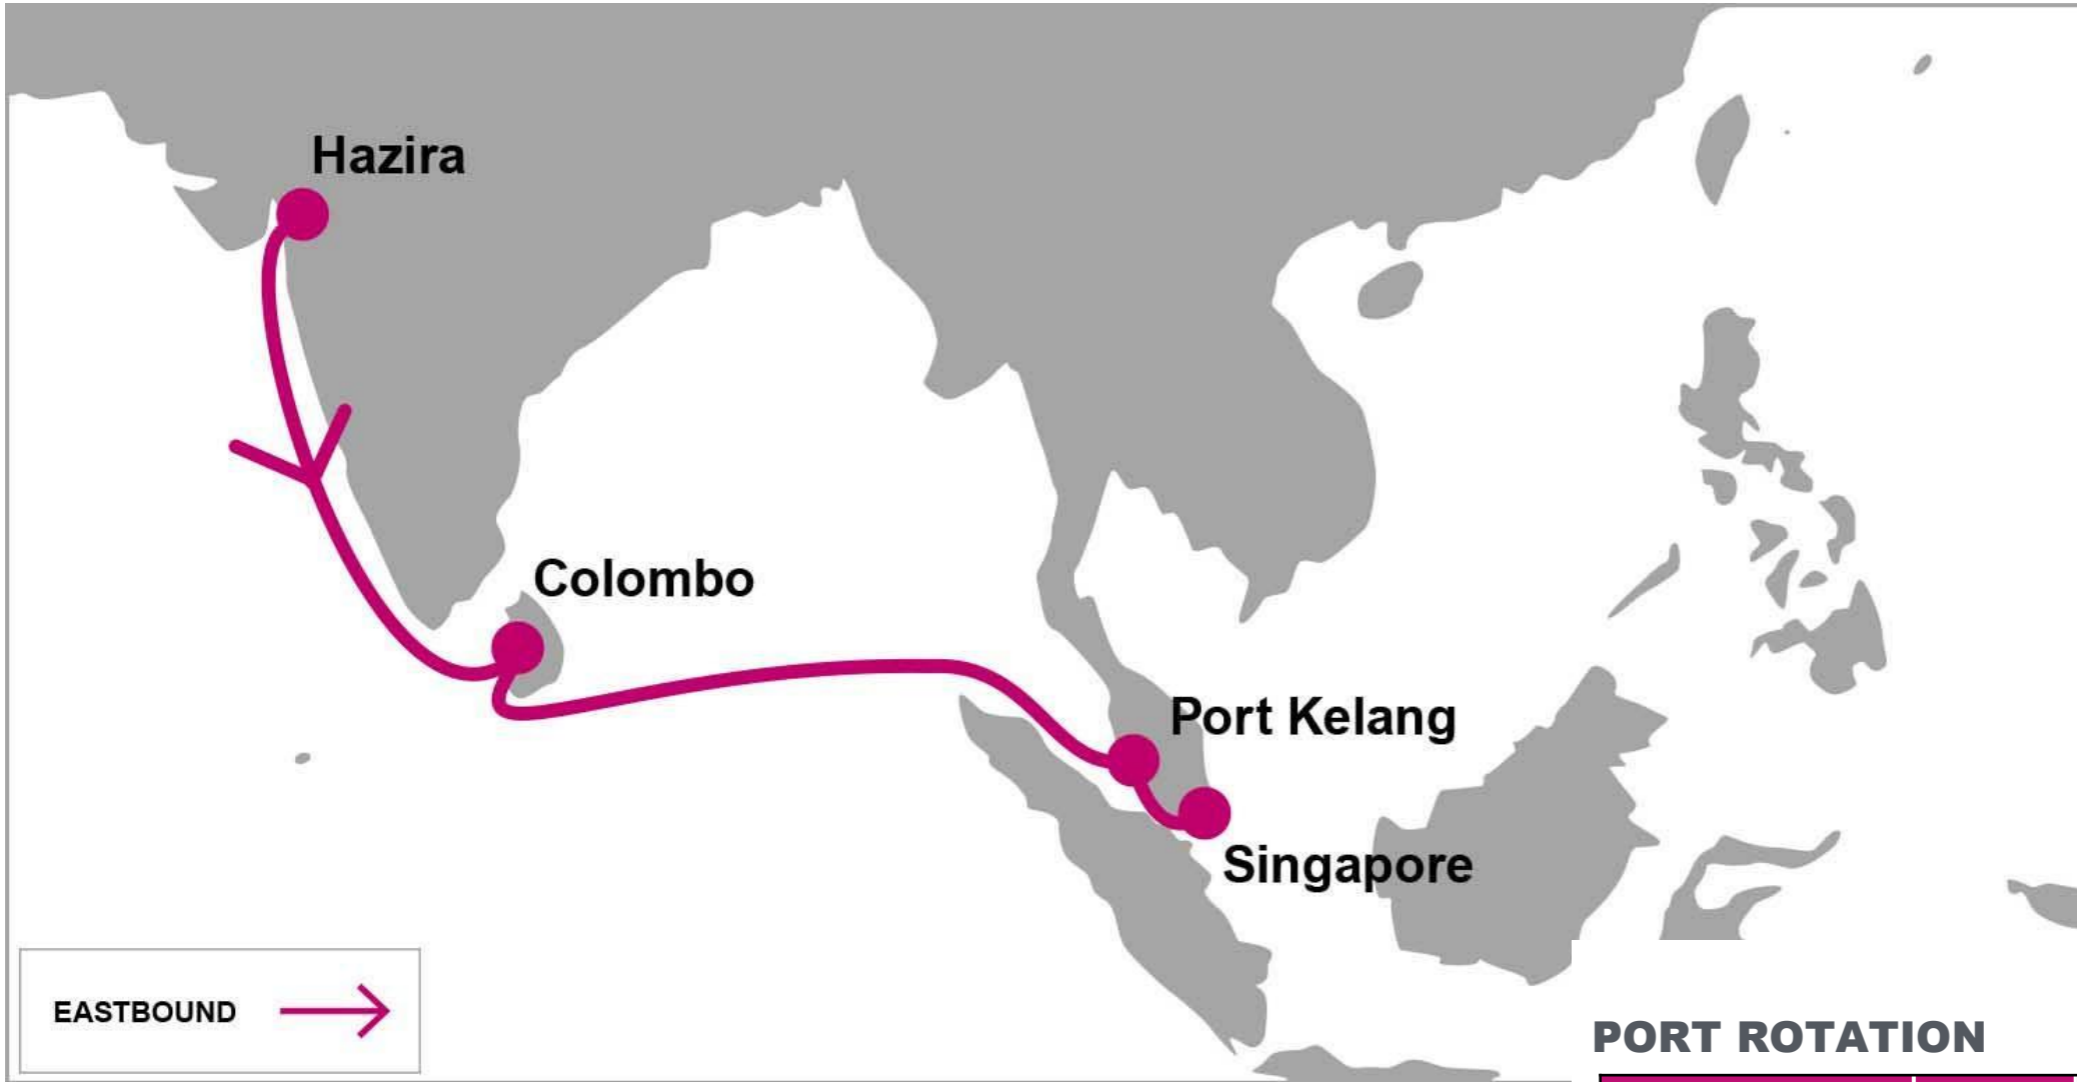 Hazira
Colombo
Port Kelang
Singapore
EASTBOUND
PORT ROTATION